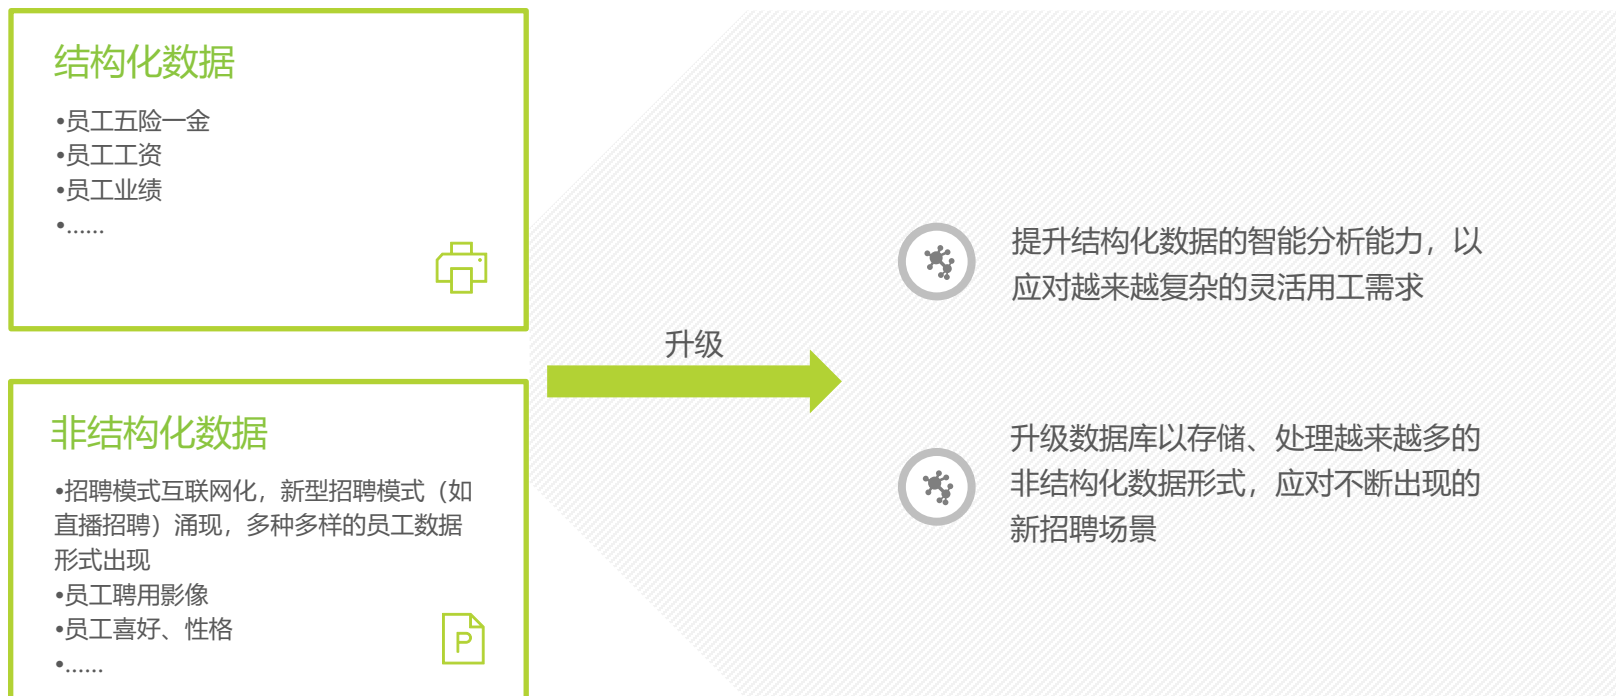 结构化数据
•员工五险一金
•员工工资
•员工业绩
•......
非结构化数据
•招聘模式互联网化，新型招聘模式（如
直播招聘）涌现，多种多样的员工数据
形式出现
•员工聘用影像
•员工喜好、性格
•......
P
升级
提升结构化数据的智能分析能力，以
应对越来越复杂的灵活用工需求
升级数据库以存储、处理越来越多的
非结构化数据形式，应对不断出现的
新招聘场景